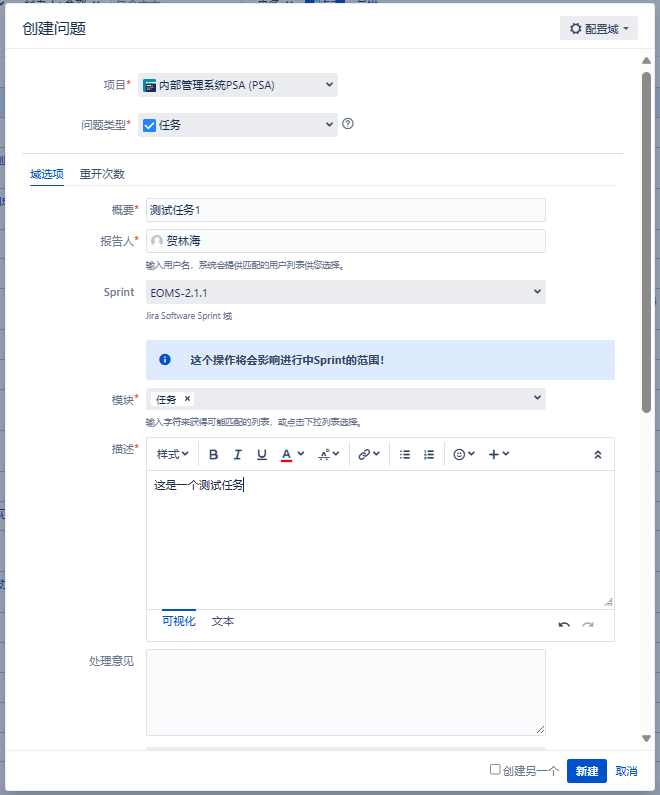 创建问题
配置域
项目*
内部管理系统PSA (PSA)
问题类型*
任务
域选项
重开次数
概要*
测试任务1
报告人*
贺林海
输入用户名，系统会提供匹配的用户列表供您选择。
Sprint
EOMS-2.1.1
Jira Software Sprint 域
这个操作将会影响进行中Sprint的范围!
模块*
任务 ×
输入字符来获得可能匹配的列表，或点击下拉列表选择。
描述*
样式 B I U A
这是一个测试任务
可视化
文本
处理意见
创建另一个
新建
取消